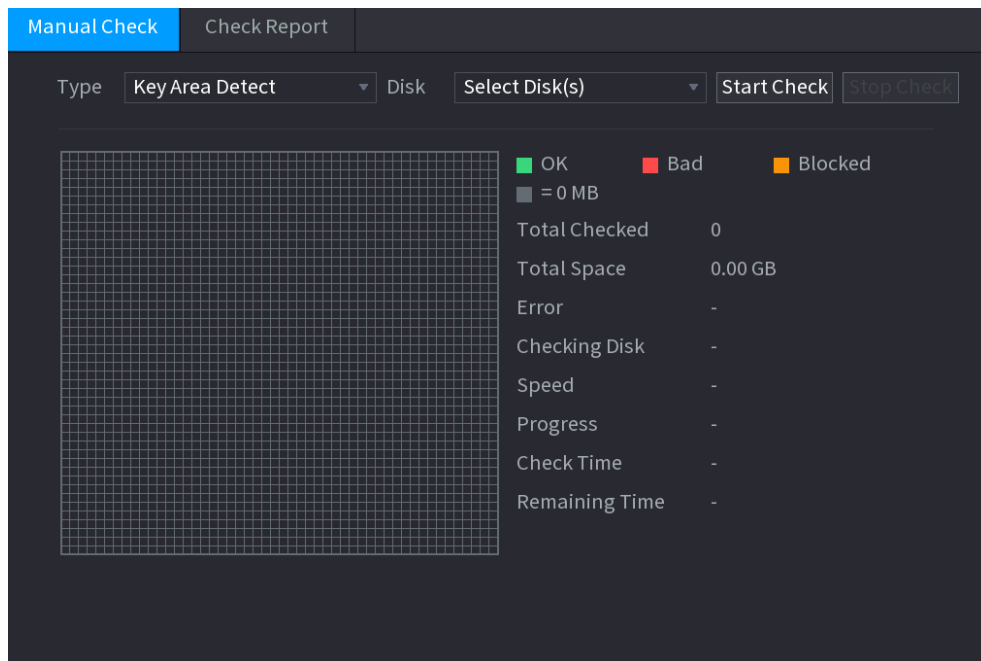 Manual Check Check Report
Type Key Area Detect Disk Select Disk(s) Start Check Stop Check
OK Bad Blocked
= 0 MB
Total Checked 0
Total Space 0.00 GB
Error -
Checking Disk -
Speed -
Progress -
Check Time -
Remaining Time -